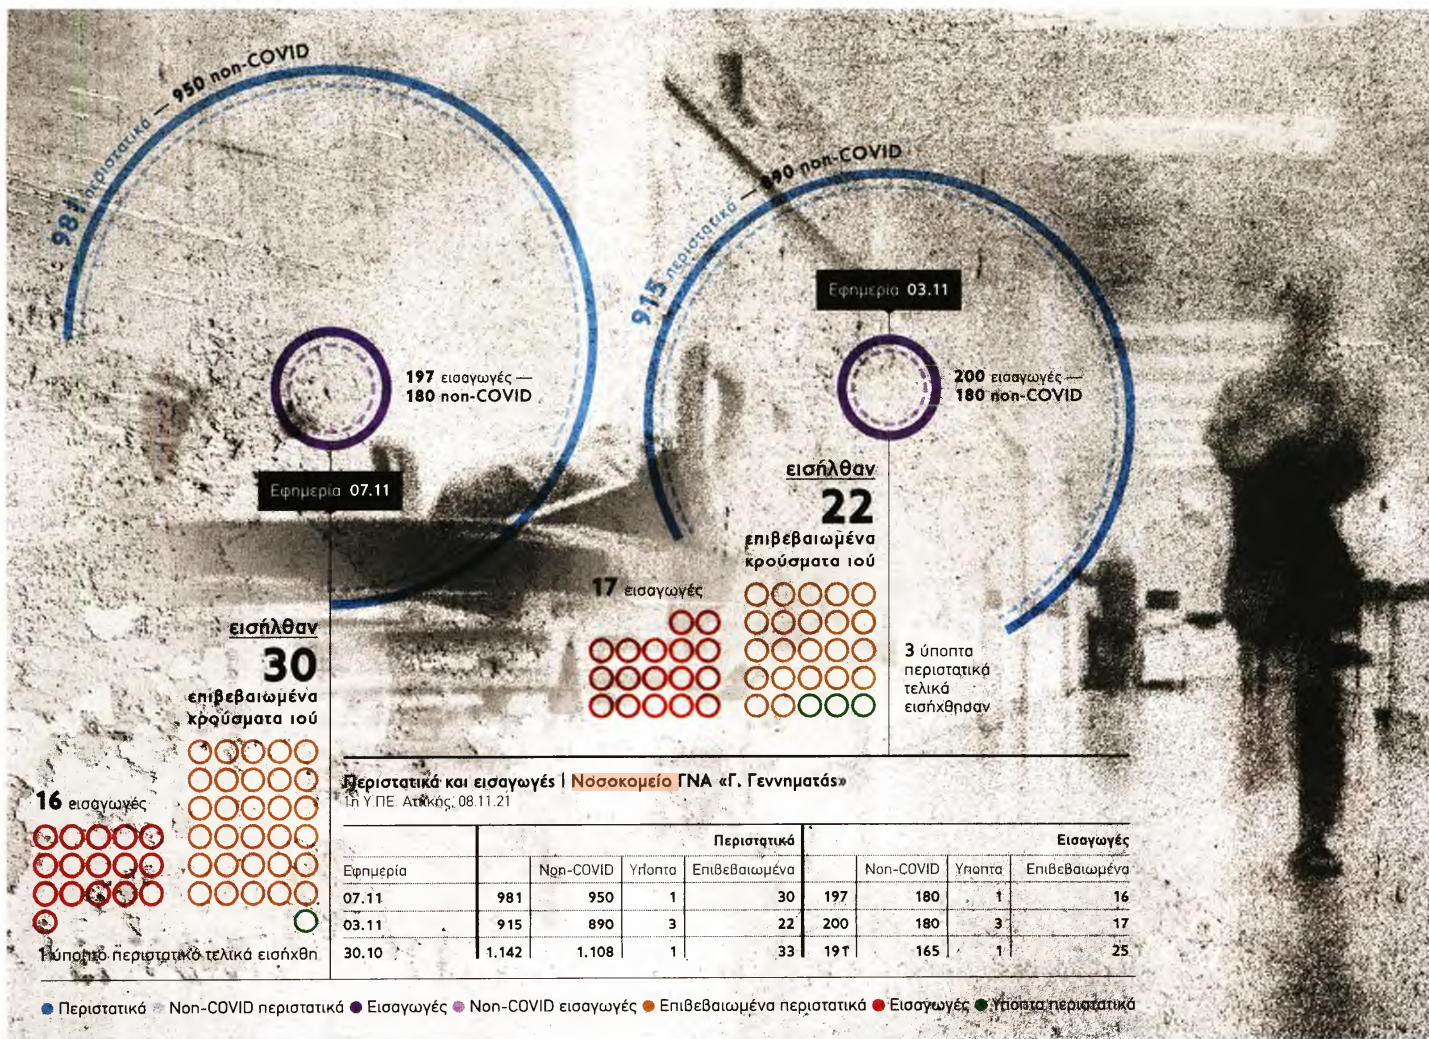 981 περιστατικά — 950 non-COVID
915 περιστατικά — 890 non-COVID
Εφημερία 03.11
197 εισαγωγές —
180 non-COVID
200 εισαγωγές —
180 non-COVID
Εφημερία 07.11
εισήλθαν
22
επιβεβαιωμένα
κρούσματα ιού
17 εισαγωγές
3 ύποπτα
περιστατικά
τελικά
εισήχθησαν
εισήλθαν
30
επιβεβαιωμένα
κρούσματα ιού
16 εισαγωγές
1 ύποπτο περιστατικό τελικά εισήχθη
Περιστατικά και εισαγωγές | Νοσοκομείο ΓΝΑ «Γ. Γεννηματάς»
1η Υ.ΠΕ. Αττικής, 08.11.21
Περιστατικά Εισαγωγές
Εφημερία Non-COVID Υποπτα Επιβεβαιωμένα Non-COVID Υποπτα Επιβεβαιωμένα
07.11 981 950 1 30 197 180 1 16
03.11 915 890 3 22 200 180 3 17
30.10 1.142 1.108 1 33 191 165 1 25
Περιστατικά Non-COVID περιστατικά Εισαγωγές Non-COVID εισαγωγές Επιβεβαιωμένα περιστατικά Εισαγωγές Υποπτα περιστατικά